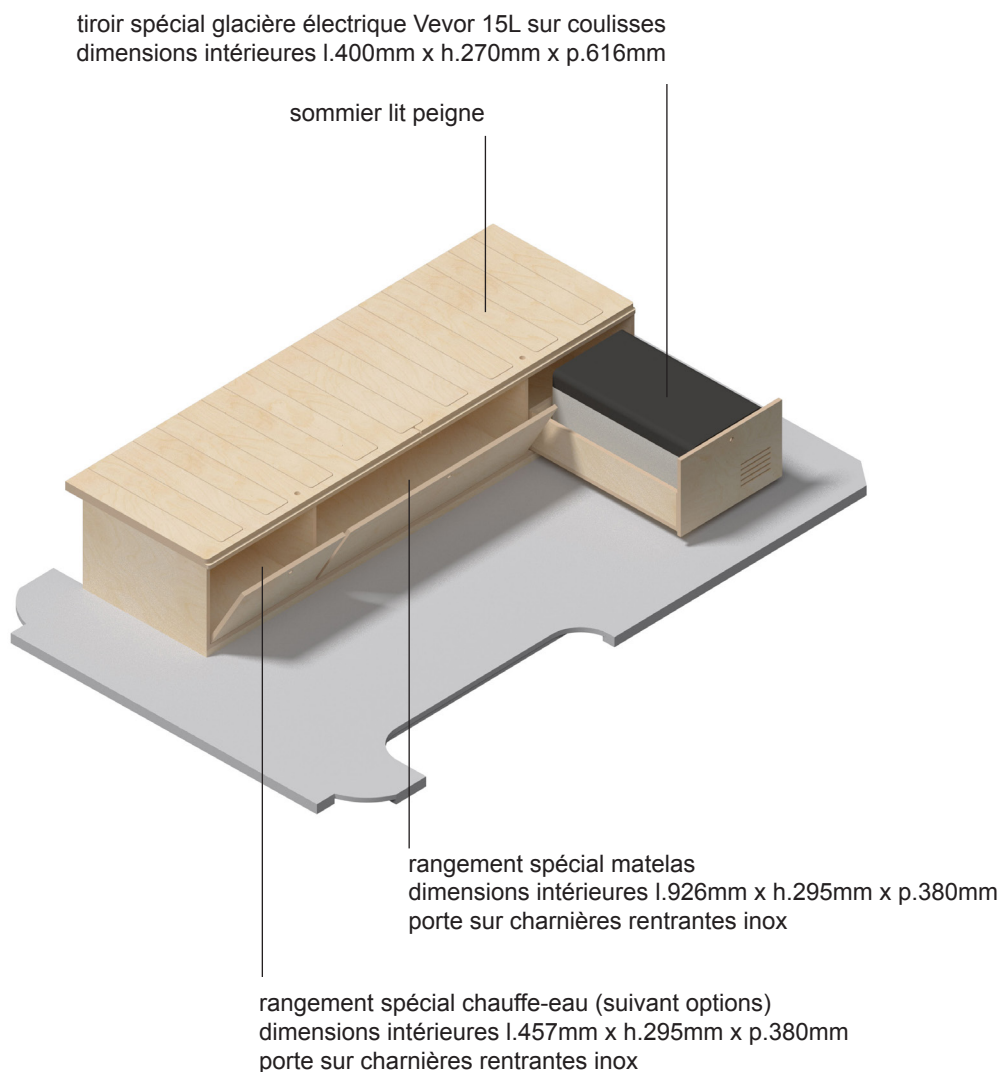 tiroir spécial glacière électrique Vevor 15L sur coulisses
dimensions intérieures l.400mm x h.270mm x p.616mm
sommier lit peigne
rangement spécial matelas
dimensions intérieures l.926mm x h.295mm x p.380mm
porte sur charnières rentrantes inox
rangement spécial chauffe-eau (suivant options)
dimensions intérieures l.457mm x h.295mm x p.380mm
porte sur charnières rentrantes inox